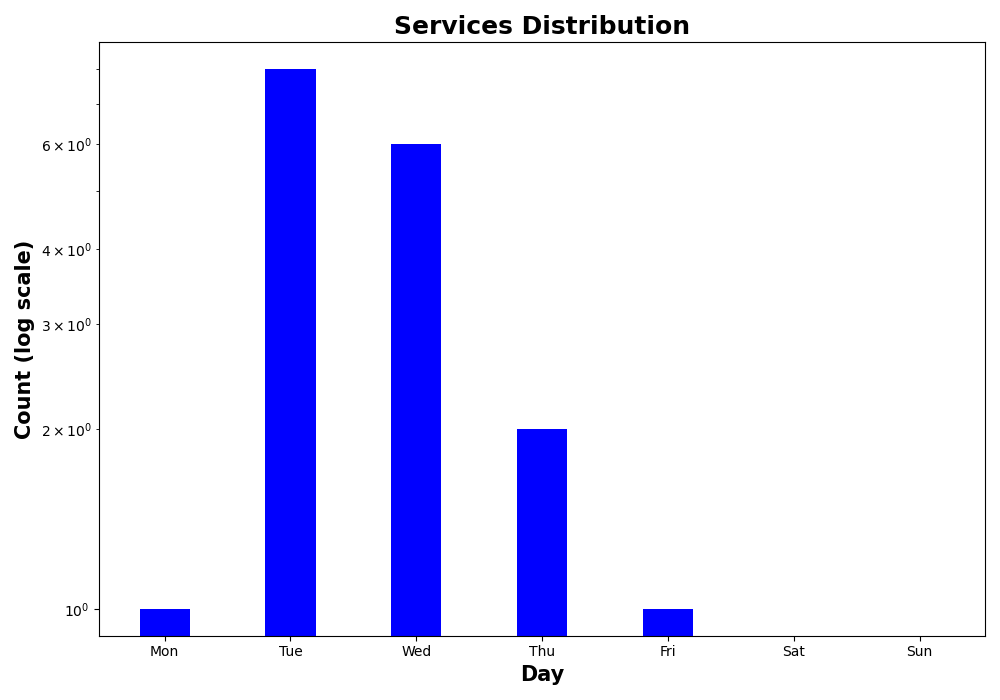 Services Distribution
Count (log scale)
6 × 10⁰
4 × 10⁰
3 × 10⁰
2 × 10⁰
10⁰
Mon Tue Wed Thu Fri Sat Sun
Day